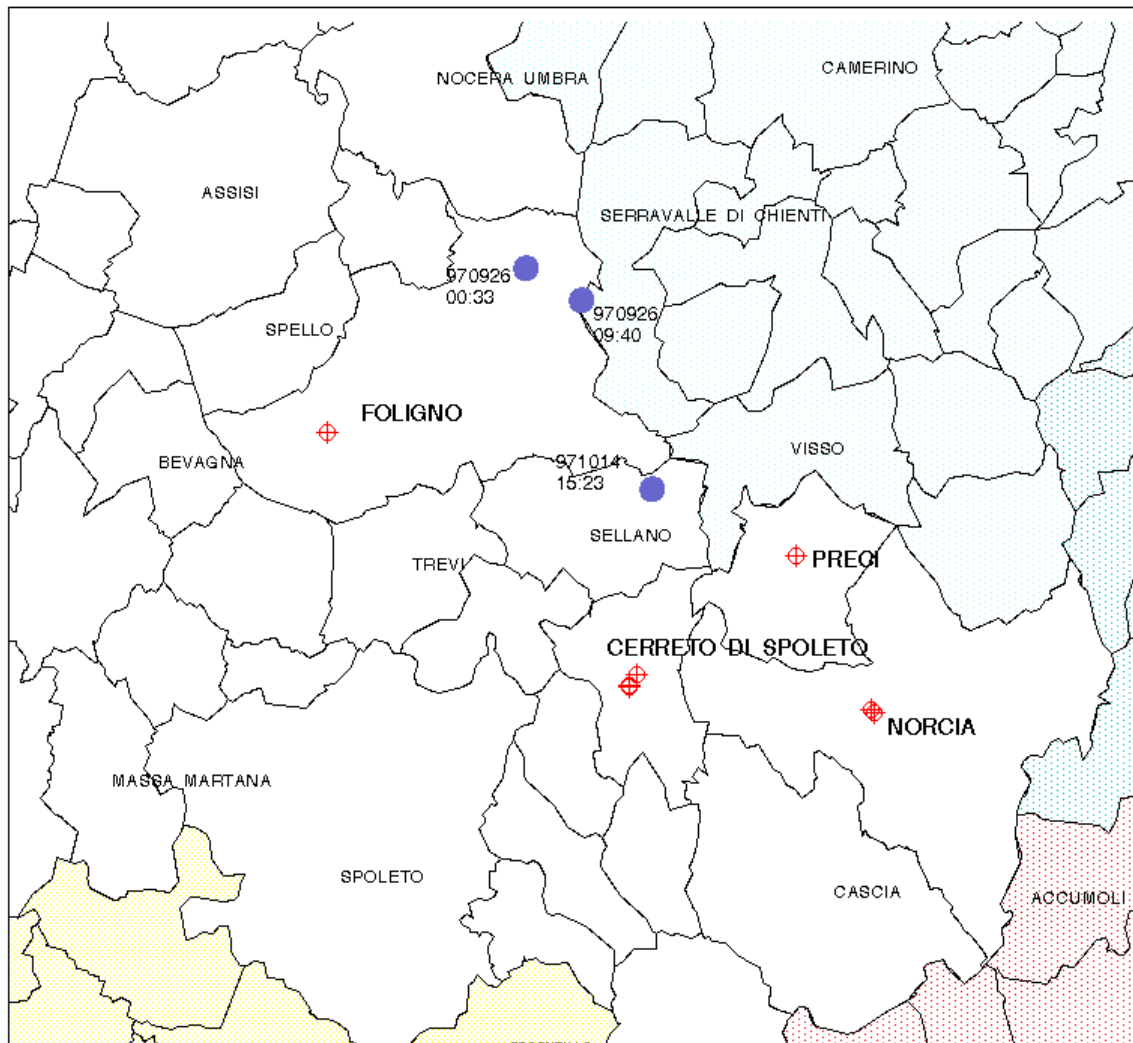 NOCERA UMBRA
CAMERINO
ASSISI
SERRAVALLE DI CHIENTI
970926
00:33
970926
09:40
SPELLO
FOLIGNO
BEVAGNA
VISSO
971014
15:23
SELLANO
TREVI
PRECI
CERRETO DI SPOLETO
NORCIA
MASSA MARTANA
SPOLETO
CASCIA
ACCUMOLI